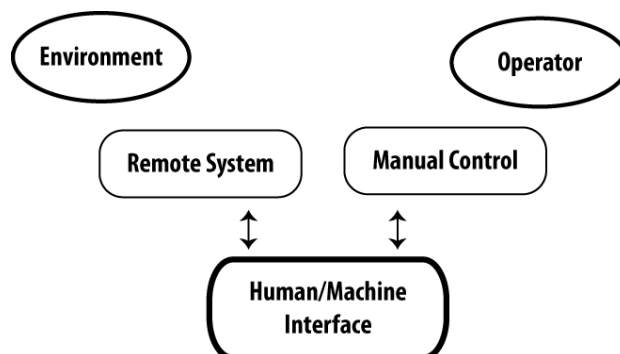 Environment
Operator
Remote System
Manual Control
Human/Machine
Interface